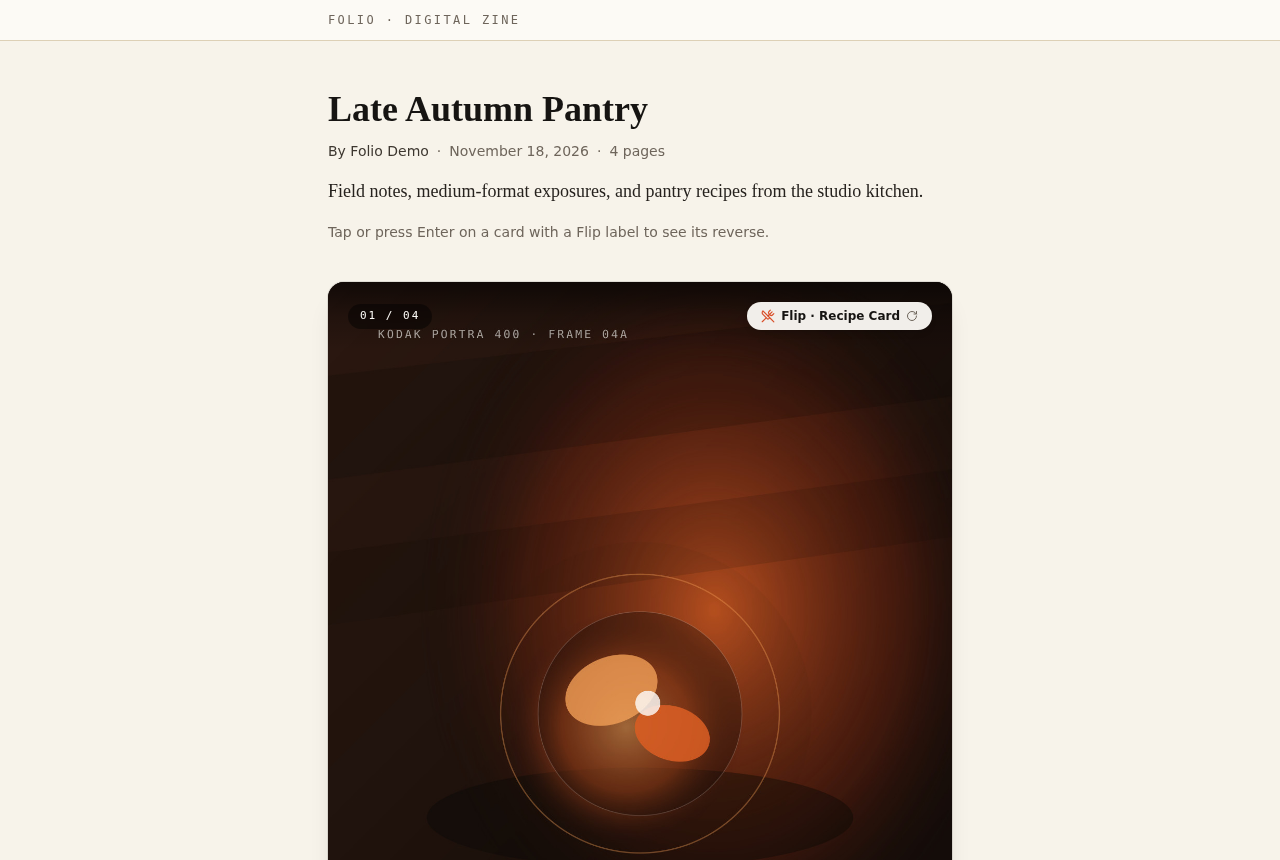 FOLIO · DIGITAL ZINE
Late Autumn Pantry
By Folio Demo · November 18, 2026 · 4 pages
Field notes, medium-format exposures, and pantry recipes from the studio kitchen.
Tap or press Enter on a card with a Flip label to see its reverse.
01 / 04
Flip · Recipe Card
KODAK PORTRA 400 · FRAME 04A